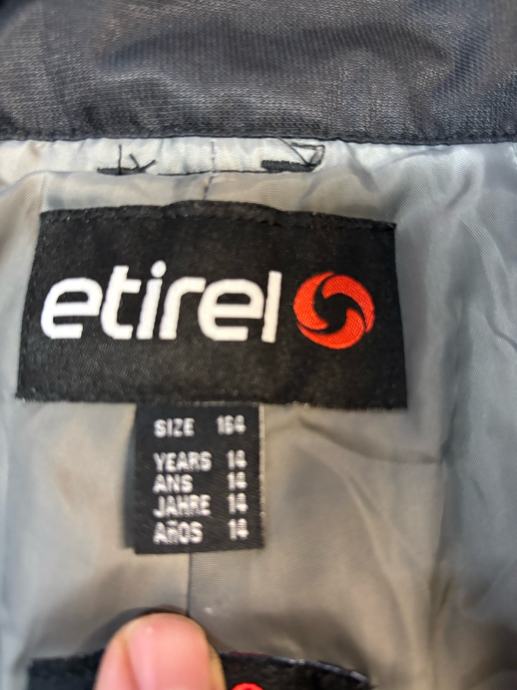 etirel
SIZE 164
YEARS 14
ANS 14
JAHRE 14
AÑOS 14